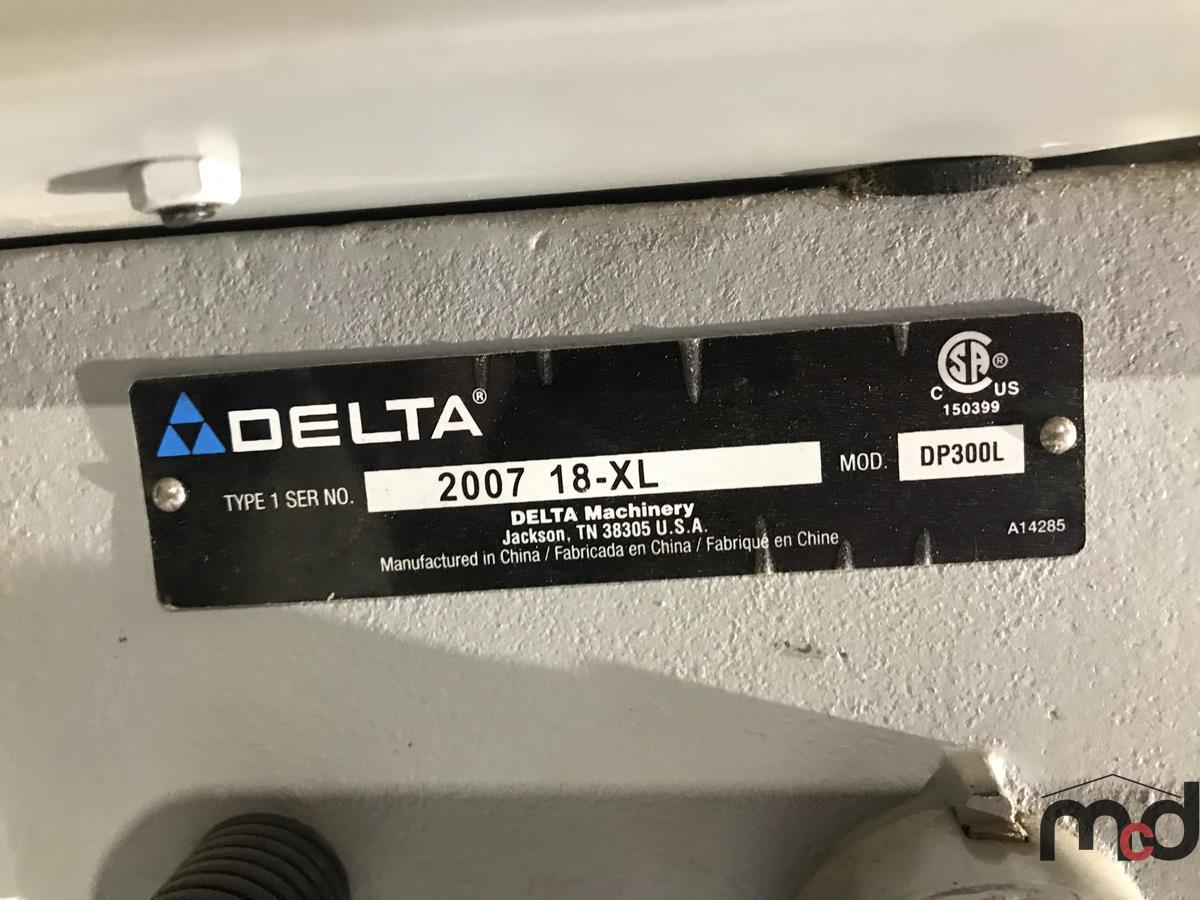 DELTA®
TYPE 1 SER NO. 2007 18-XL
MOD. DP300L
CSA®
C US
150399
DELTA Machinery
Jackson, TN 38305 U.S.A.
Manufactured in China / Fabricada en China / Fabriqué en Chine
A14285
mcd